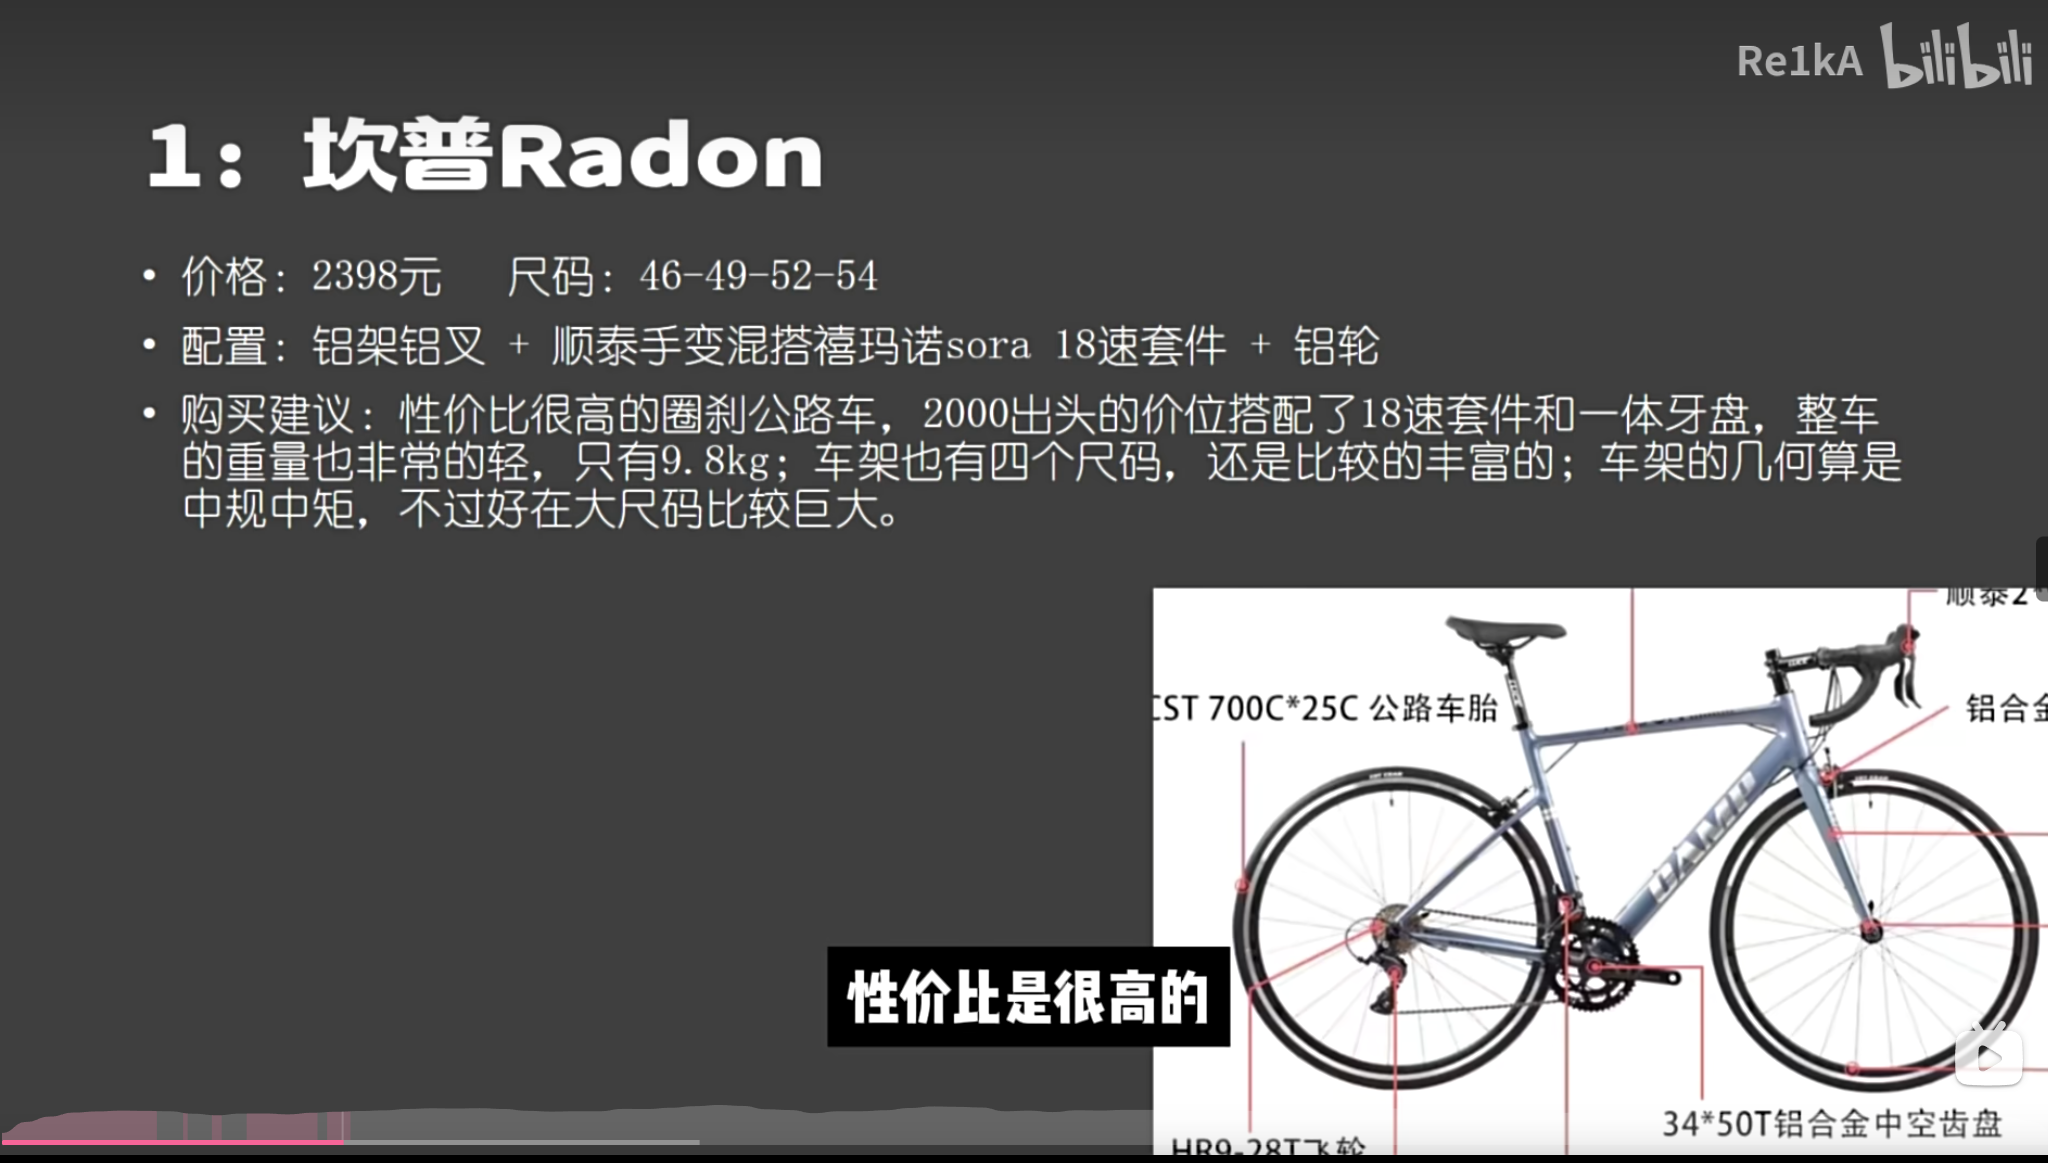 Re1kA bilibili
1：坎普Radon
• 价格：2398元 尺码：46-49-52-54
• 配置：铝架铝叉 + 顺泰手变混搭禧玛诺sora 18速套件 + 铝轮
• 购买建议：性价比很高的圈刹公路车，2000出头的价位搭配了18速套件和一体牙盘，整车
的重量也非常的轻，只有9.8kg；车架也有四个尺码，还是比较的丰富的；车架的几何算是
中规中矩，不过好在大尺码比较巨大。
顺泰2
CST 700C*25C 公路车胎
铝合金
CAMP
性价比是很高的
34*50T铝合金中空齿盘
HR9-28T飞轮